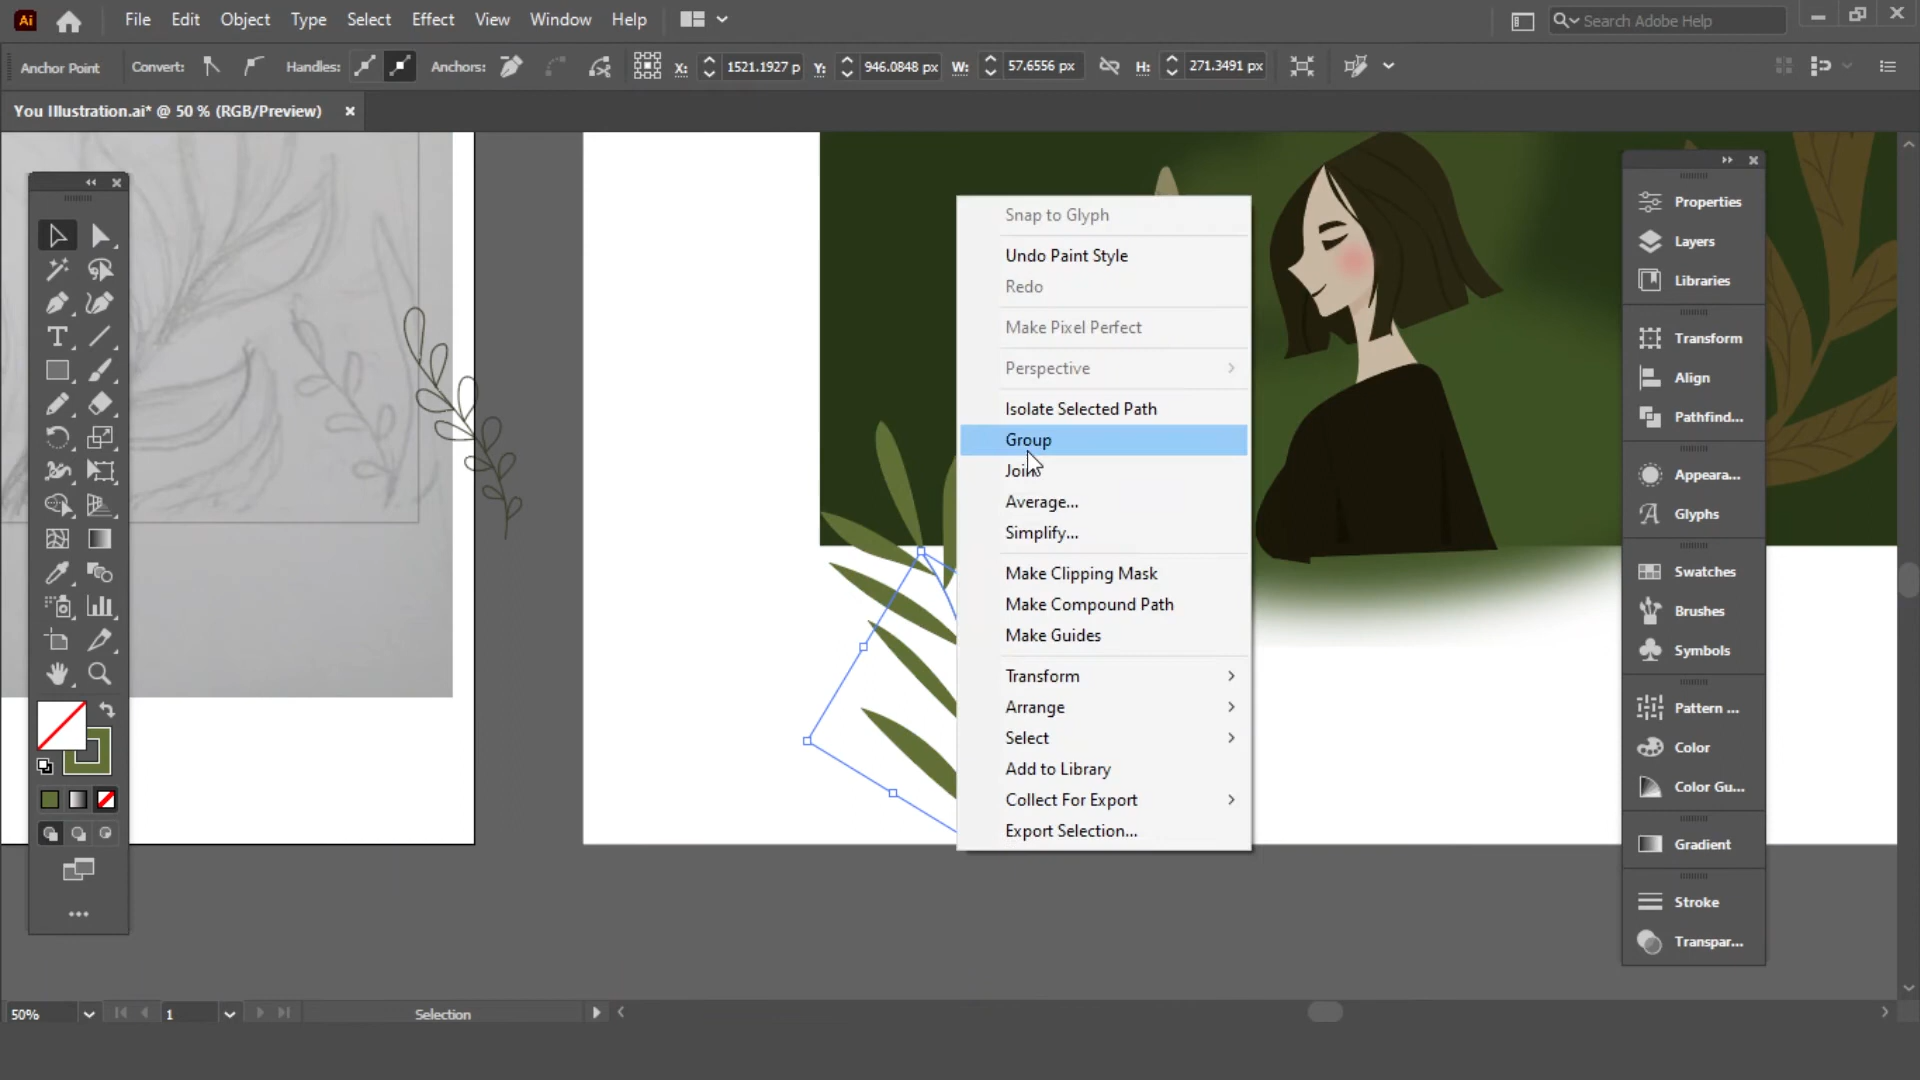 Ai File Edit Object Type Select Effect View Window Help Search Adobe Help
Anchor Point Convert: Handles: Anchors: X: 1521.1927 p Y: 946.0848 px W: 57.6556 px H: 271.3491 px
You Illustration.ai* @ 50 % (RGB/Preview)
Snap to Glyph
Undo Paint Style
Redo
Make Pixel Perfect
Perspective
Isolate Selected Path
Group
Join
Average...
Simplify...
Make Clipping Mask
Make Compound Path
Make Guides
Transform
Arrange
Select
Add to Library
Collect For Export
Export Selection...
Properties
Layers
Libraries
Transform
Align
Pathfind...
Appeara...
Glyphs
Swatches
Brushes
Symbols
Pattern ...
Color
Color Gu...
Gradient
Stroke
Transpar...
50% 1 Selection